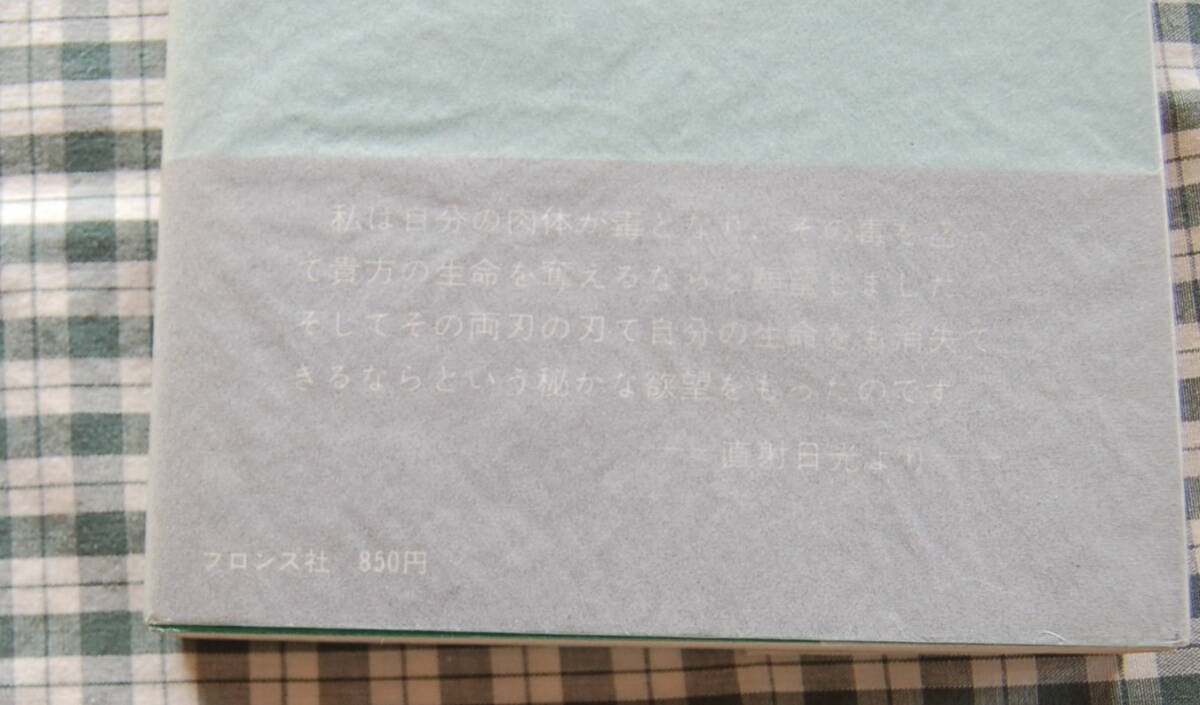 私は自分の肉体が毒となり、その毒を盛っ
て貴方の生命を奪えるならと願望しました
そしてその両刃の刃で自分の生命をも消失で
きるならという秘かな欲望をもったのです
――直射日光より――
フロンス社 850円